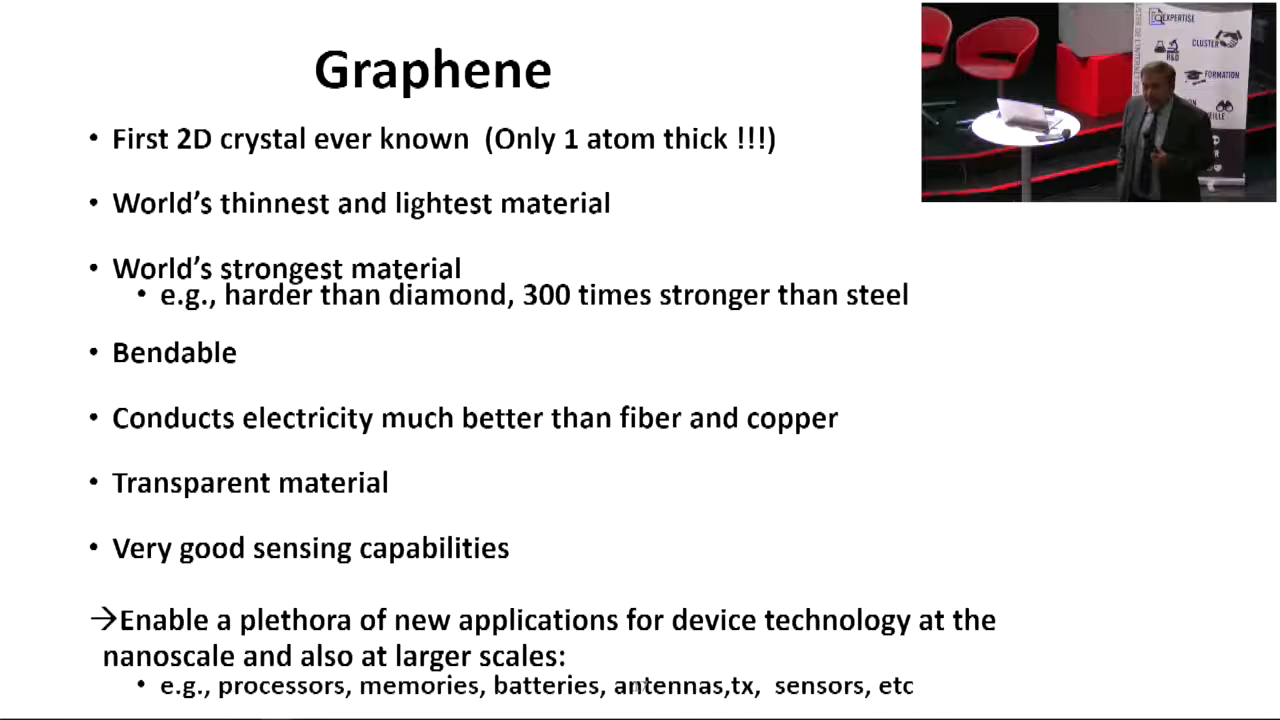 Graphene
• First 2D crystal ever known (Only 1 atom thick !!!)
• World’s thinnest and lightest material
• World’s strongest material
• e.g., harder than diamond, 300 times stronger than steel
• Bendable
• Conducts electricity much better than fiber and copper
• Transparent material
• Very good sensing capabilities
→Enable a plethora of new applications for device technology at the
nanoscale and also at larger scales:
• e.g., processors, memories, batteries, antennas,tx, sensors, etc
EXPERTISE
CLUSTER
R&D
FORMATION